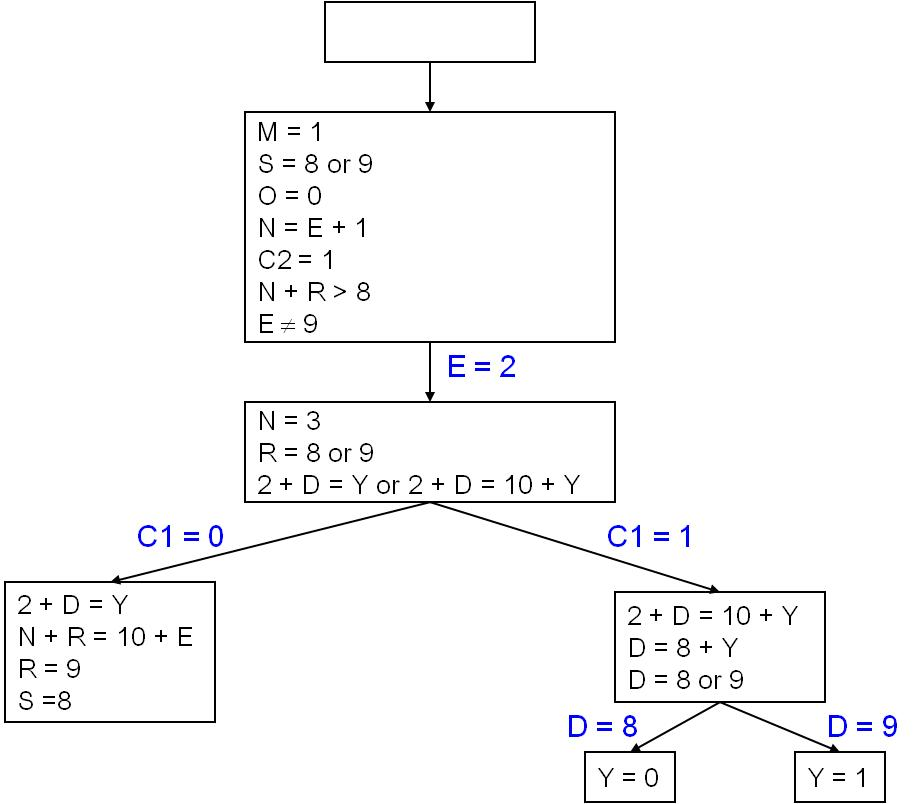 M = 1
S = 8 or 9
O = 0
N = E + 1
C2 = 1
N + R > 8
E ≠ 9
E = 2
N = 3
R = 8 or 9
2 + D = Y or 2 + D = 10 + Y
C1 = 0
C1 = 1
2 + D = Y
N + R = 10 + E
R = 9
S =8
2 + D = 10 + Y
D = 8 + Y
D = 8 or 9
D = 8
D = 9
Y = 0
Y = 1